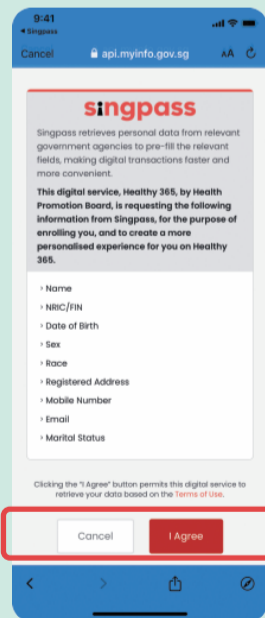 9:41
Singpass
Cancel
api.myinfo.gov.sg
AA
singpass
Singpass retrieves personal data from relevant
government agencies to pre-fill the relevant
fields, making digital transactions faster and
more convenient.
This digital service, Healthy 365, by Health
Promotion Board, is requesting the following
information from Singpass, for the purpose of
enrolling you, and to create a more
personalised experience for you on Healthy
365.
Name
NRIC/FIN
Date of Birth
Sex
Race
Registered Address
Mobile Number
Email
Marital Status
Clicking the "I Agree" button permits this digital service to
retrieve your data based on the Terms of Use.
Cancel
I Agree